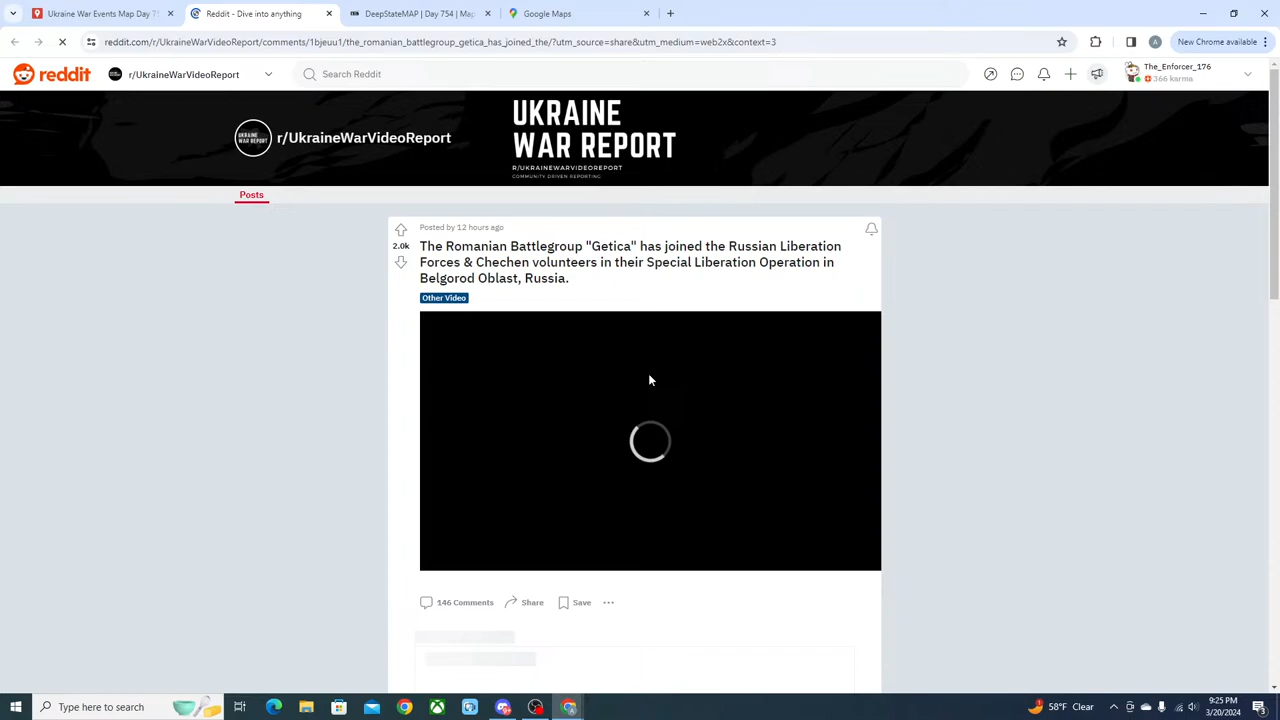 Ukraine War Events Map Day 75
Reddit - Dive into anything
DeepStateMAP | Day 754 | Map
Google Maps
reddit.com/r/UkraineWarVideoReport/comments/1bjeuu1/the_romanian_battlegroup_getica_has_joined_the/?utm_source=share&utm_medium=web2x&context=3
New Chrome available
reddit
r/UkraineWarVideoReport
Search Reddit
The_Enforcer_176
366 karma
r/UkraineWarVideoReport
UKRAINE
WAR REPORT
R/UKRAINEWARVIDEOREPORT
COMMUNITY DRIVEN REPORTING
Posts
Posted by 12 hours ago
2.0k
The Romanian Battlegroup "Getica" has joined the Russian Liberation
Forces & Chechen volunteers in their Special Liberation Operation in
Belgorod Oblast, Russia.
Other Video
146 Comments
Share
Save
Type here to search
58°F Clear
9:25 PM
3/20/2024